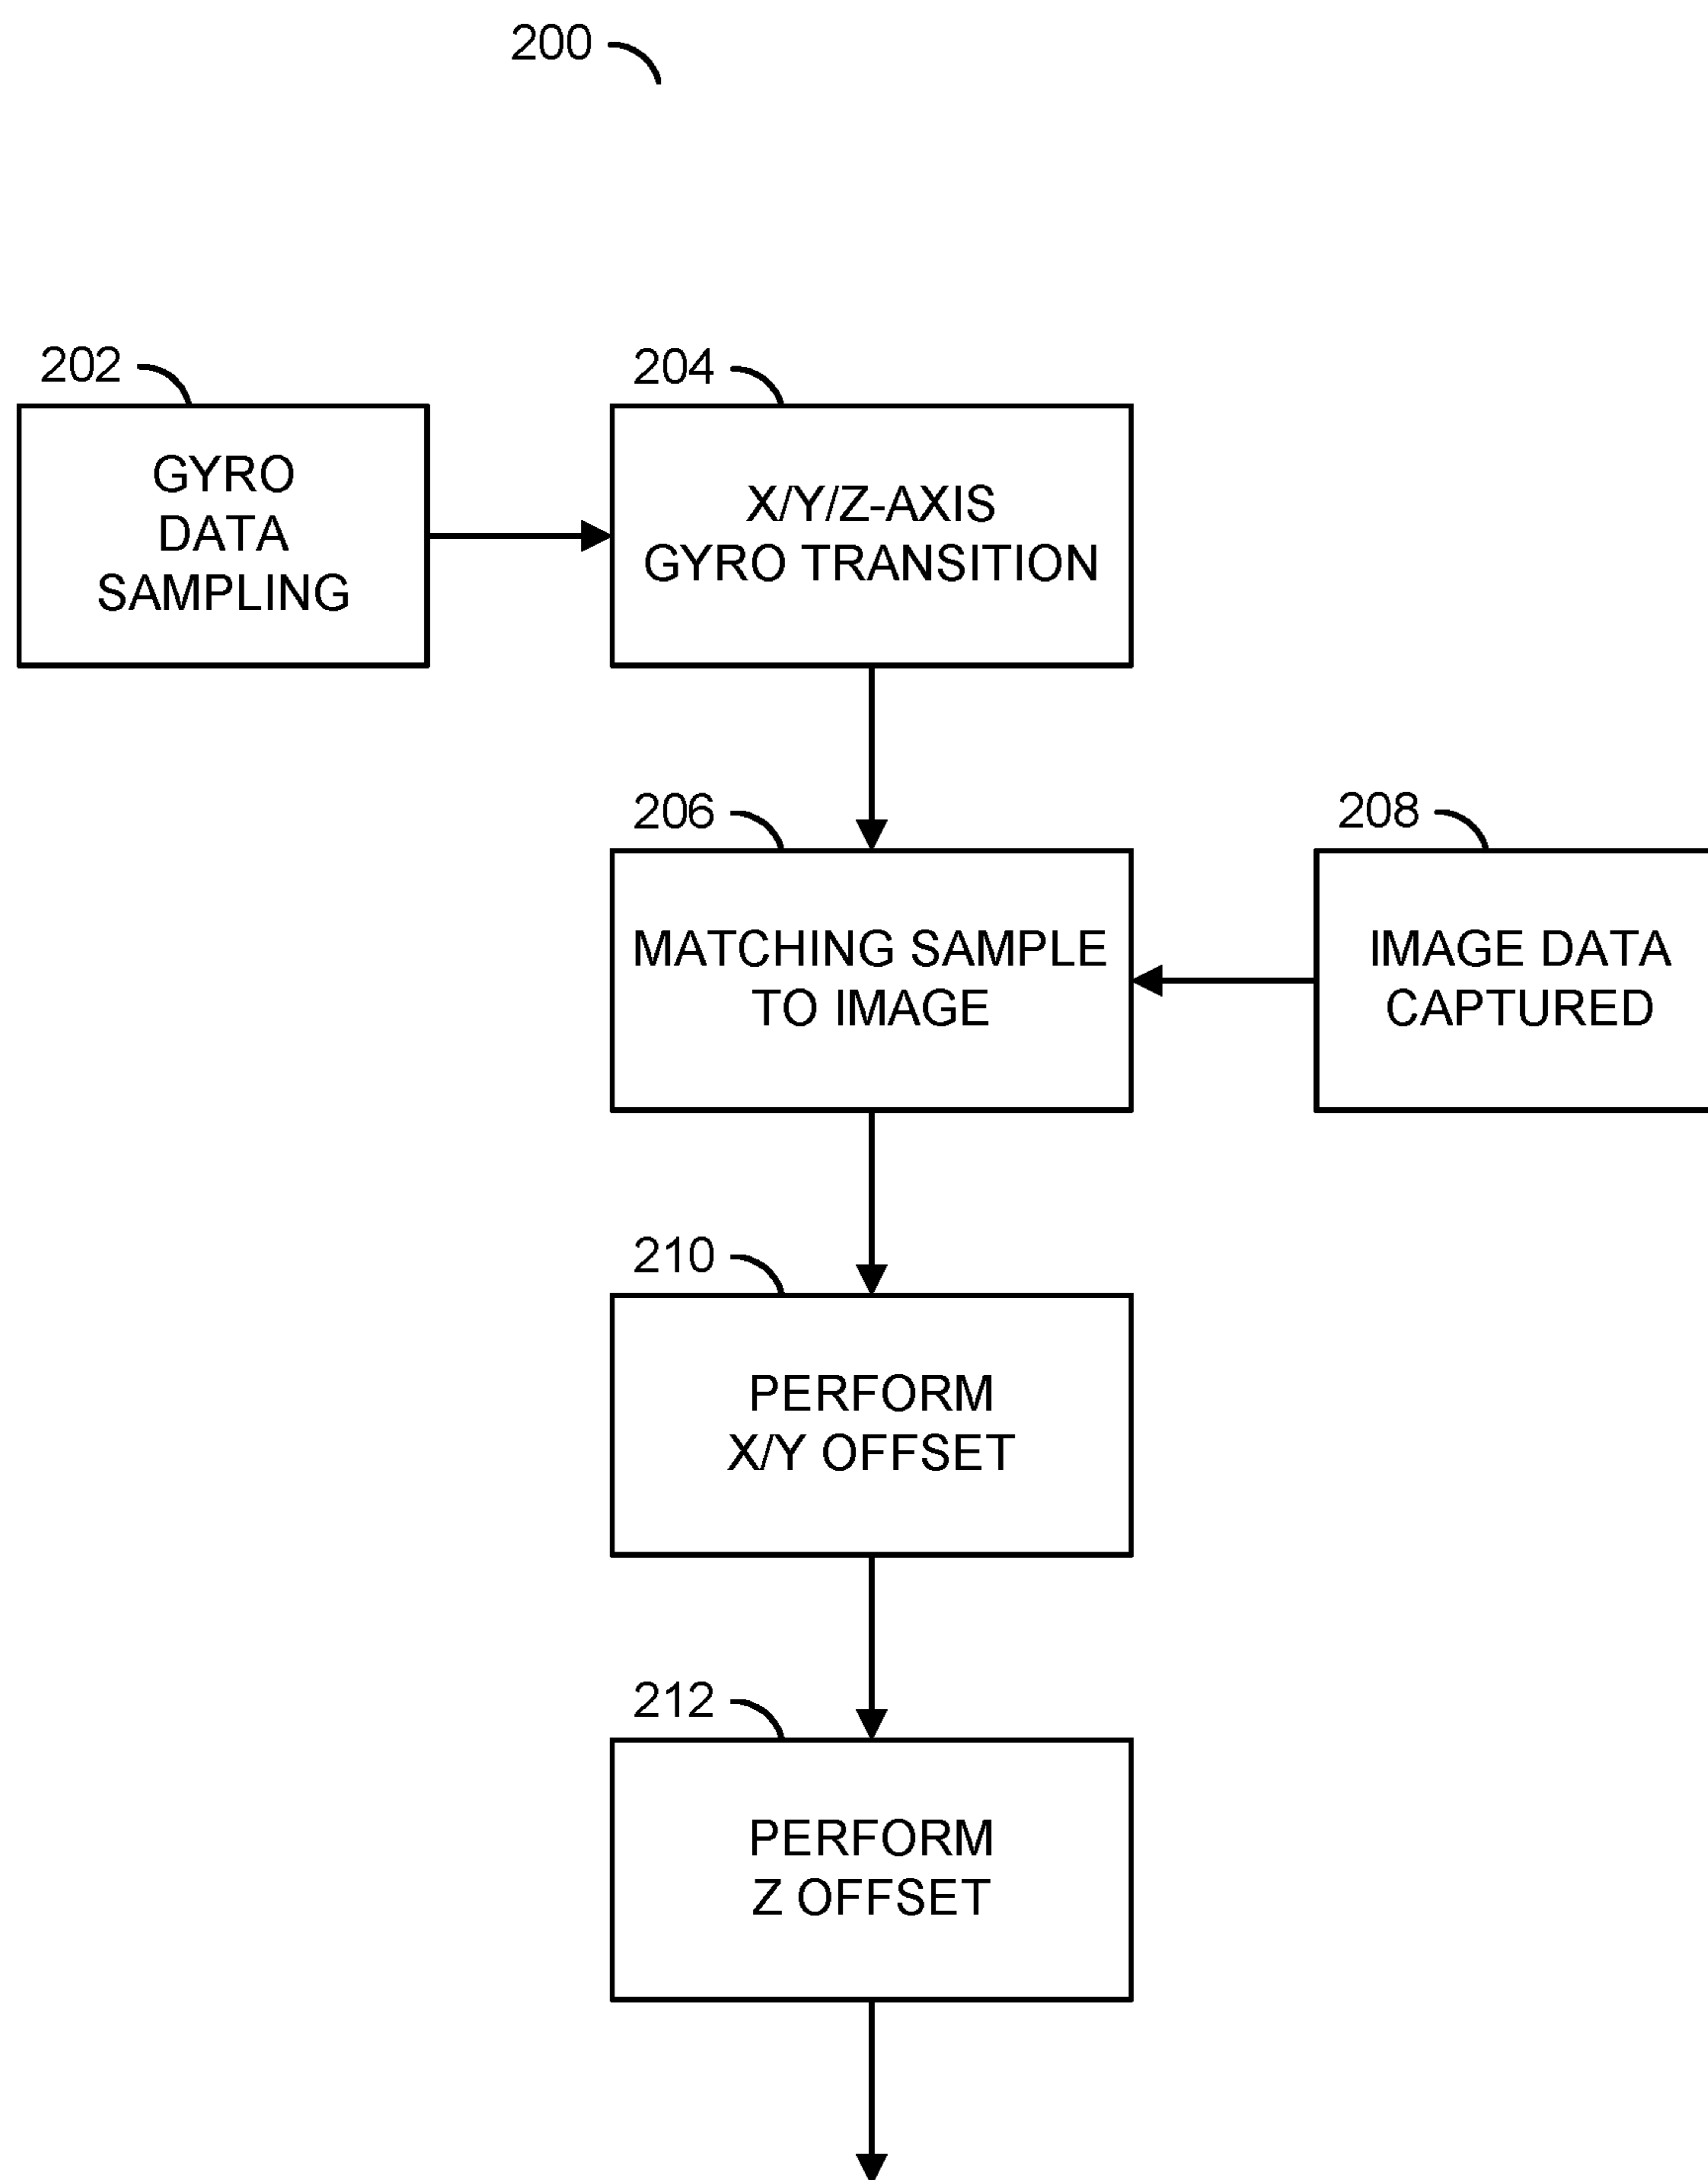 200
202
GYRO
DATA
SAMPLING
204
X/Y/Z-AXIS
GYRO TRANSITION
206
MATCHING SAMPLE
TO IMAGE
208
IMAGE DATA
CAPTURED
210
PERFORM
X/Y OFFSET
212
PERFORM
Z OFFSET